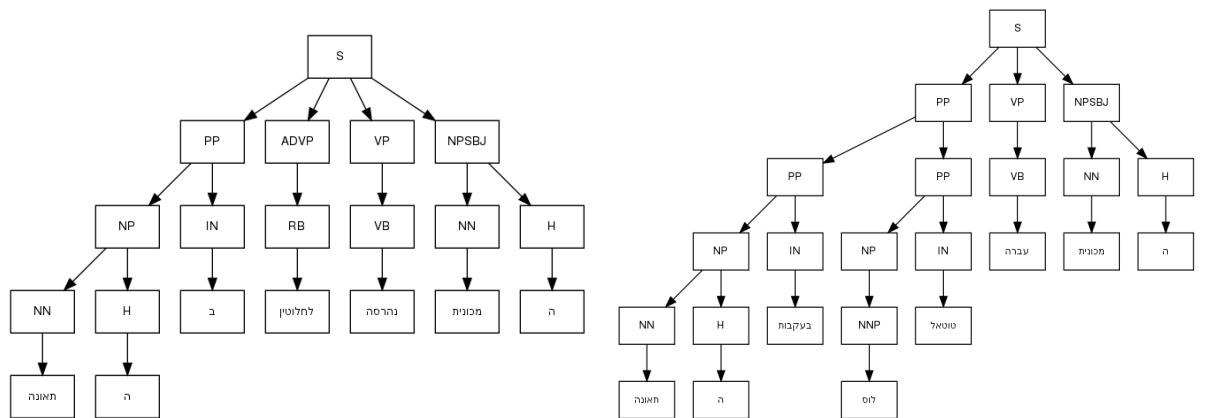 S
PP ADVP VP NPSBJ
NP IN RB VB NN H
NN H ב לחלוטין נהרסה מכונית ה
תאונה ה
S
PP VP NPSBJ
PP PP VB NN H
NP IN NP IN עברה מכונית ה
NN H בעקבות NNP טוטאל
תאונה ה לוס